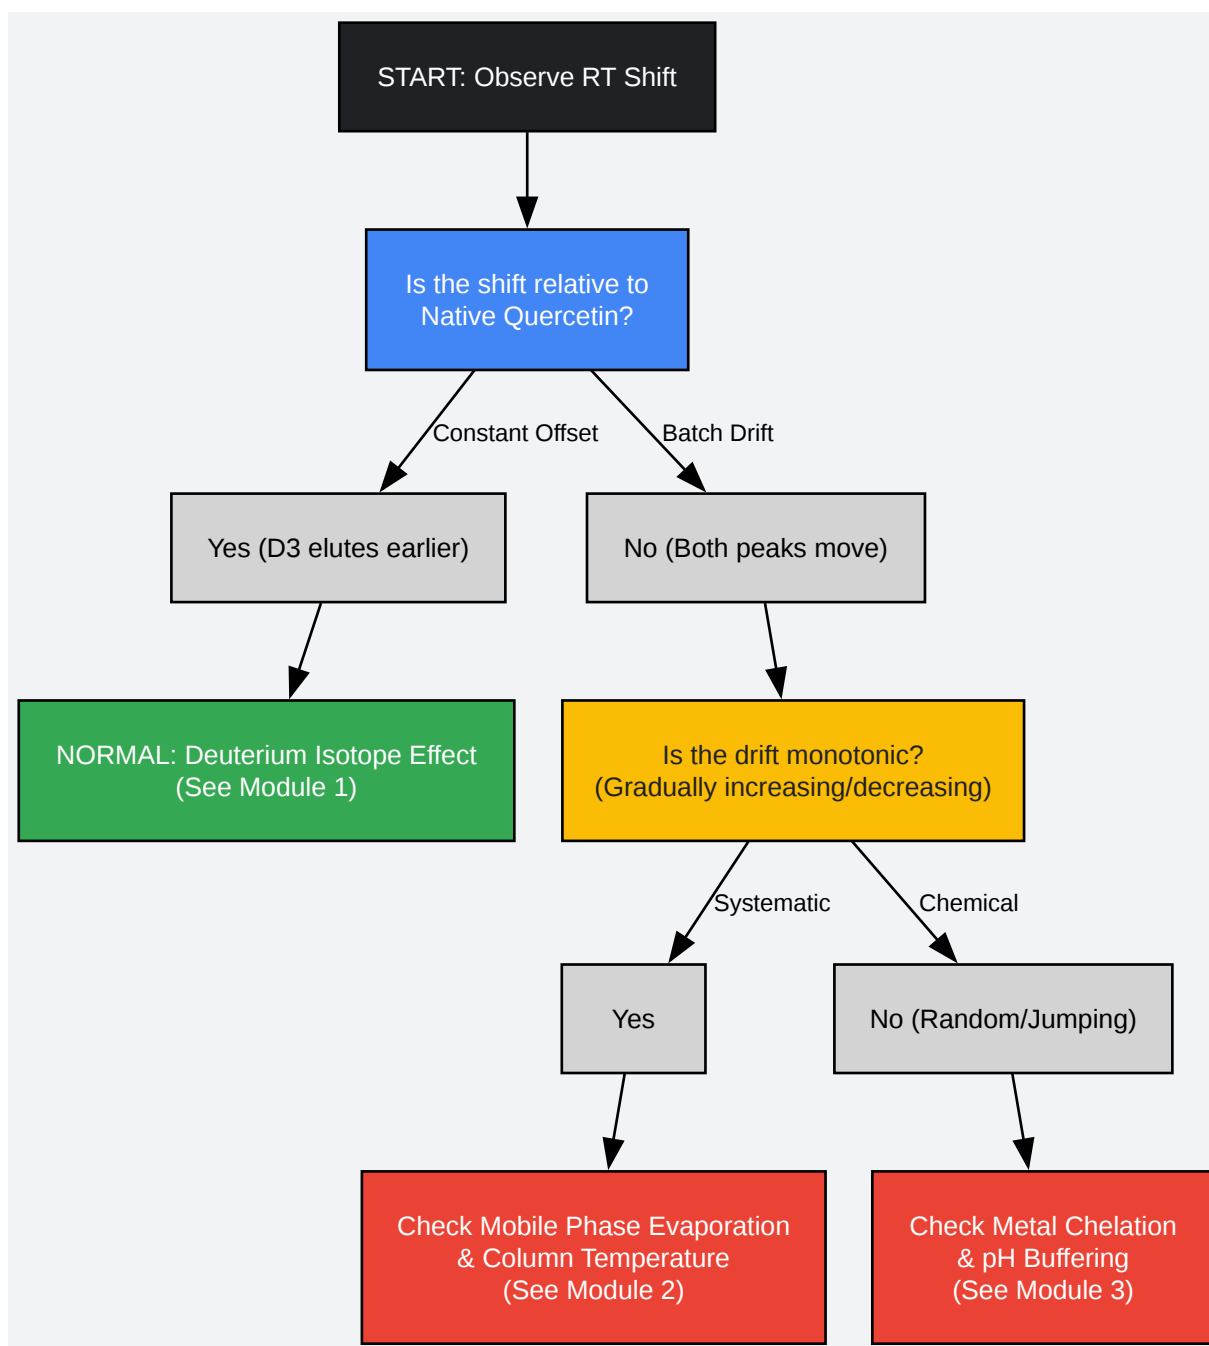 START: Observe RT Shift
Is the shift relative to
Native Quercetin?
Constant Offset
Batch Drift
Yes (D3 elutes earlier)
No (Both peaks move)
NORMAL: Deuterium Isotope Effect
(See Module 1)
Is the drift monotonic?
(Gradually increasing/decreasing)
Systematic
Chemical
Yes
No (Random/Jumping)
Check Mobile Phase Evaporation
& Column Temperature
(See Module 2)
Check Metal Chelation
& pH Buffering
(See Module 3)